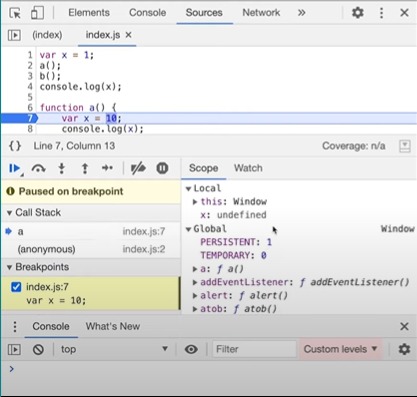 Elements Console Sources Network »
(index) index.js ×
1 var x = 1;
2 a();
3 b();
4 console.log(x);
5
6 function a() {
7 var x = 10;
8 console.log(x);
{} Line 7, Column 13 Coverage: n/a
Scope Watch
Paused on breakpoint
Call Stack
a index.js:7
(anonymous) index.js:2
Breakpoints
index.js:7
var x = 10;
Local
this: Window
x: undefined
Global Window
PERSISTENT: 1
TEMPORARY: 0
a: ƒ a()
addEventListener: ƒ addEventListener()
alert: ƒ alert()
atob: ƒ atob()
Console What's New ×
top Filter Custom levels